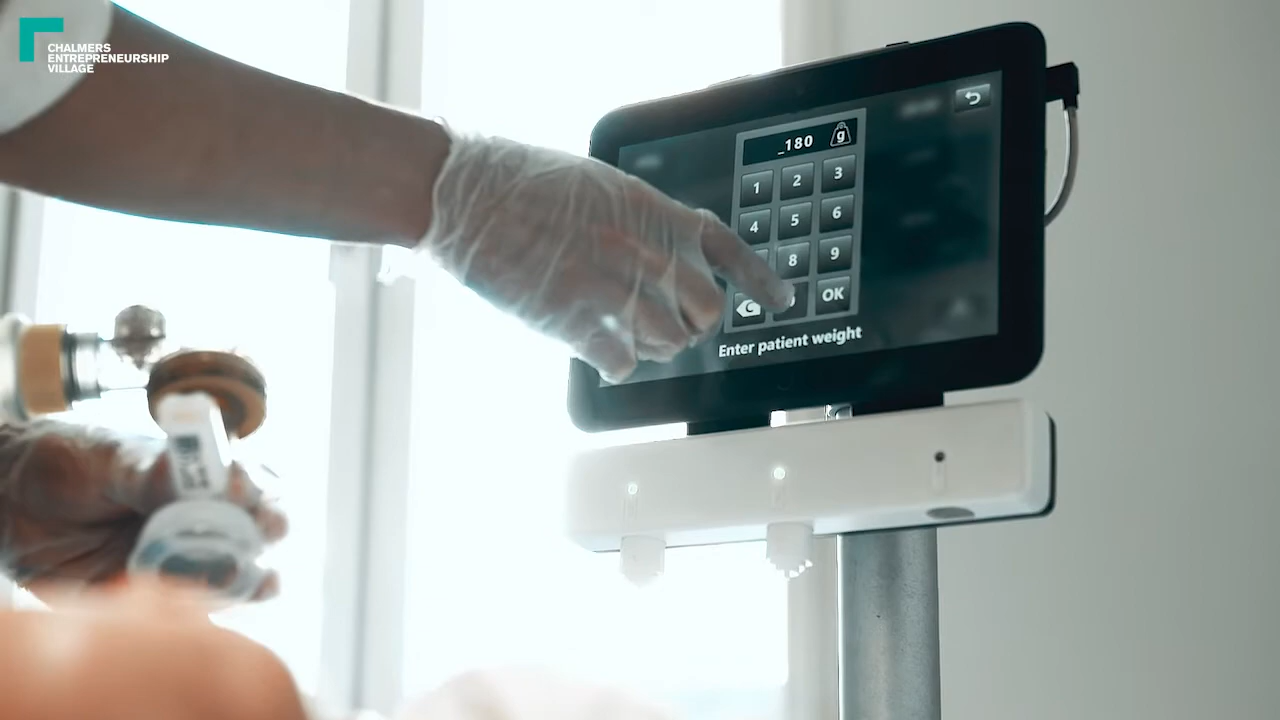 CHALMERS
ENTREPRENEURSHIP
VILLAGE
_180 g
1 2 3
4 5 6
8 9
C OK
Enter patient weight